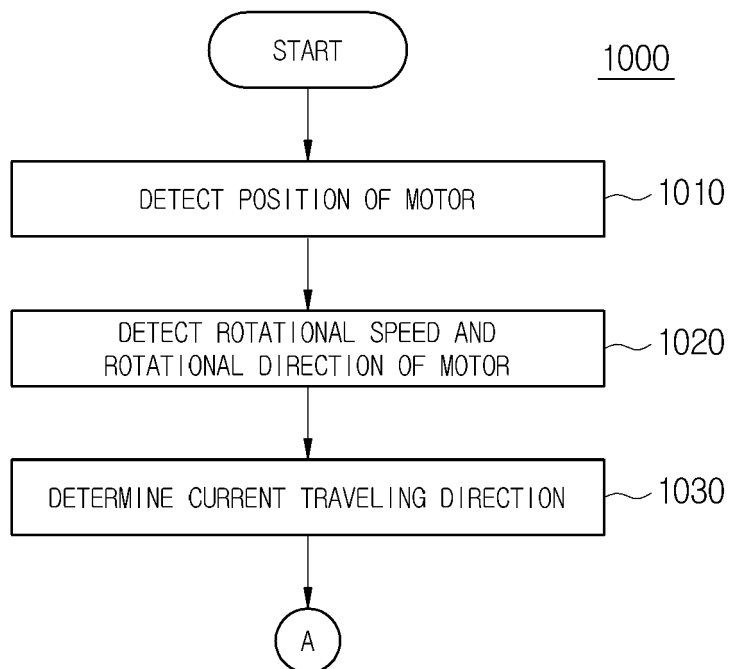 START
1000
DETECT POSITION OF MOTOR
1010
DETECT ROTATIONAL SPEED AND
ROTATIONAL DIRECTION OF MOTOR
1020
DETERMINE CURRENT TRAVELING DIRECTION
1030
A